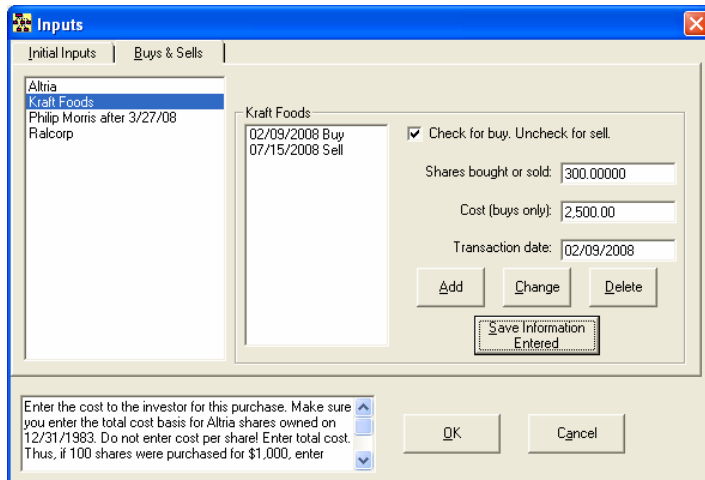 Inputs
Initial Inputs
Buys & Sells
Altria
Kraft Foods
Philip Morris after 3/27/08
Ralcorp
Kraft Foods
02/09/2008 Buy
07/15/2008 Sell
Check for buy. Uncheck for sell.
Shares bought or sold: 300.00000
Cost (buys only): 2,500.00
Transaction date: 02/09/2008
Add Change Delete
Save Information
Entered
Enter the cost to the investor for this purchase. Make sure
you enter the total cost basis for Altria shares owned on
12/31/1983. Do not enter cost per share! Enter total cost.
Thus, if 100 shares were purchased for $1,000, enter
OK Cancel